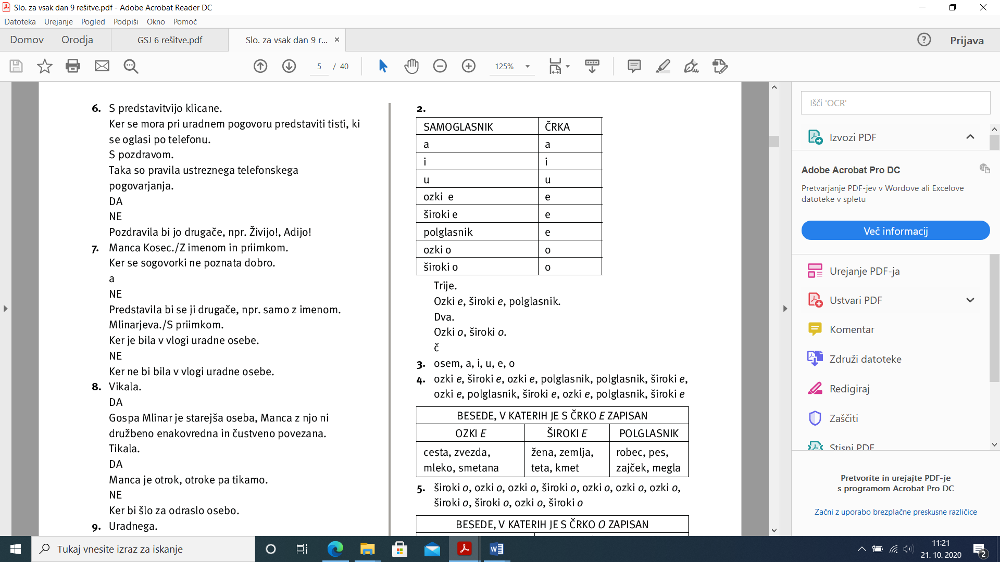 Slo. za vsak dan 9 rešitve.pdf - Adobe Acrobat Reader DC
Datoteka Urejanje Pogled Podpiši Okno Pomoč
Domov Orodja GSJ 6 rešitve.pdf Slo. za vsak dan 9 r... × ? Prijava
5 / 40 125%
6. S predstavitvijo klicane.
Ker se mora pri uradnem pogovoru predstaviti tisti, ki
se oglasi po telefonu.
S pozdravom.
Taka so pravila ustreznega telefonskega
pogovarjanja.
DA
NE
Pozdravila bi jo drugače, npr. Živijo!, Adijo!
7. Manca Kosec./Z imenom in priimkom.
Ker se sogovorki ne poznata dobro.
a
NE
Predstavila bi se ji drugače, npr. samo z imenom.
Mlinarjeva./S priimkom.
Ker je bila v vlogi uradne osebe.
NE
Ker ne bi bila v vlogi uradne osebe.
8. Vikala.
DA
Gospa Mlinar je starejša oseba, Manca z njo ni
družbeno enakovredna in čustveno povezana.
Tikala.
DA
Manca je otrok, otroke pa tikamo.
NE
Ker bi šlo za odraslo osebo.
9. Uradnega.
2.
SAMOGLASNIK ČRKA
a a
i i
u u
ozki e e
široki e e
polglasnik e
ozki o o
široki o o
Trije.
Ozki e, široki e, polglasnik.
Dva.
Ozki o, široki o.
č
3. osem, a, i, u, e, o
4. ozki e, široki e, ozki e, polglasnik, polglasnik, široki e,
ozki e, polglasnik, široki e, ozki e, polglasnik, široki e
BESEDE, V KATERIH JE S ČRKO E ZAPISAN
OZKI E ŠIROKI E POLGLASNIK
cesta, zvezda, žena, zemlja, robec, pes,
mleko, smetana teta, kmet zajček, megla
5. široki o, ozki o, ozki o, široki o, ozki o, ozki o, ozki o,
široki o, široki o, ozki o, široki o
BESEDE, V KATERIH JE S ČRKO O ZAPISAN
Išči 'OCR'
Izvozi PDF
Adobe Acrobat Pro DC
Pretvarjanje PDF-jev v Wordove ali Excelove
datoteke v spletu
Več informacij
Urejanje PDF-ja
Ustvari PDF
Komentar
Združi datoteke
Redigiraj
Zaščiti
Stisni PDF
Pretvorite in urejajte PDF-je
s programom Acrobat Pro DC
Začni z uporabo brezplačne preskusne različice
Tukaj vnesite izraz za iskanje
11:21
21. 10. 2020
2